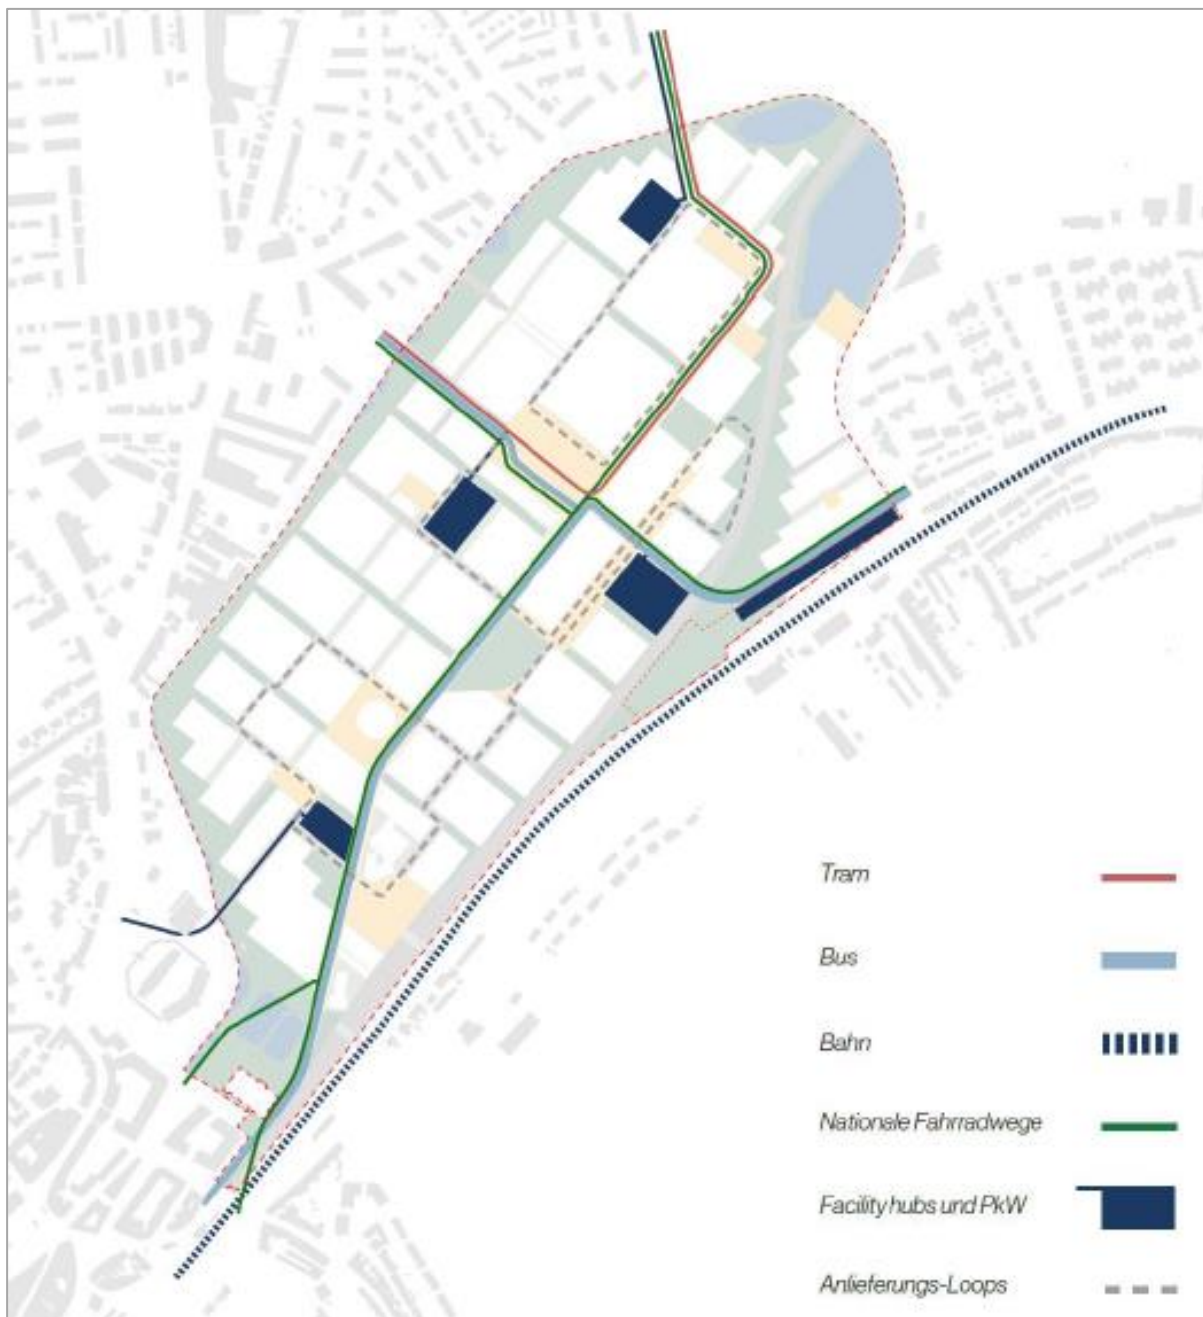 Tram
Bus
Bahn
Nationale Fahrradwege
Facility hubs und PkW
Anlieferungs-Loops